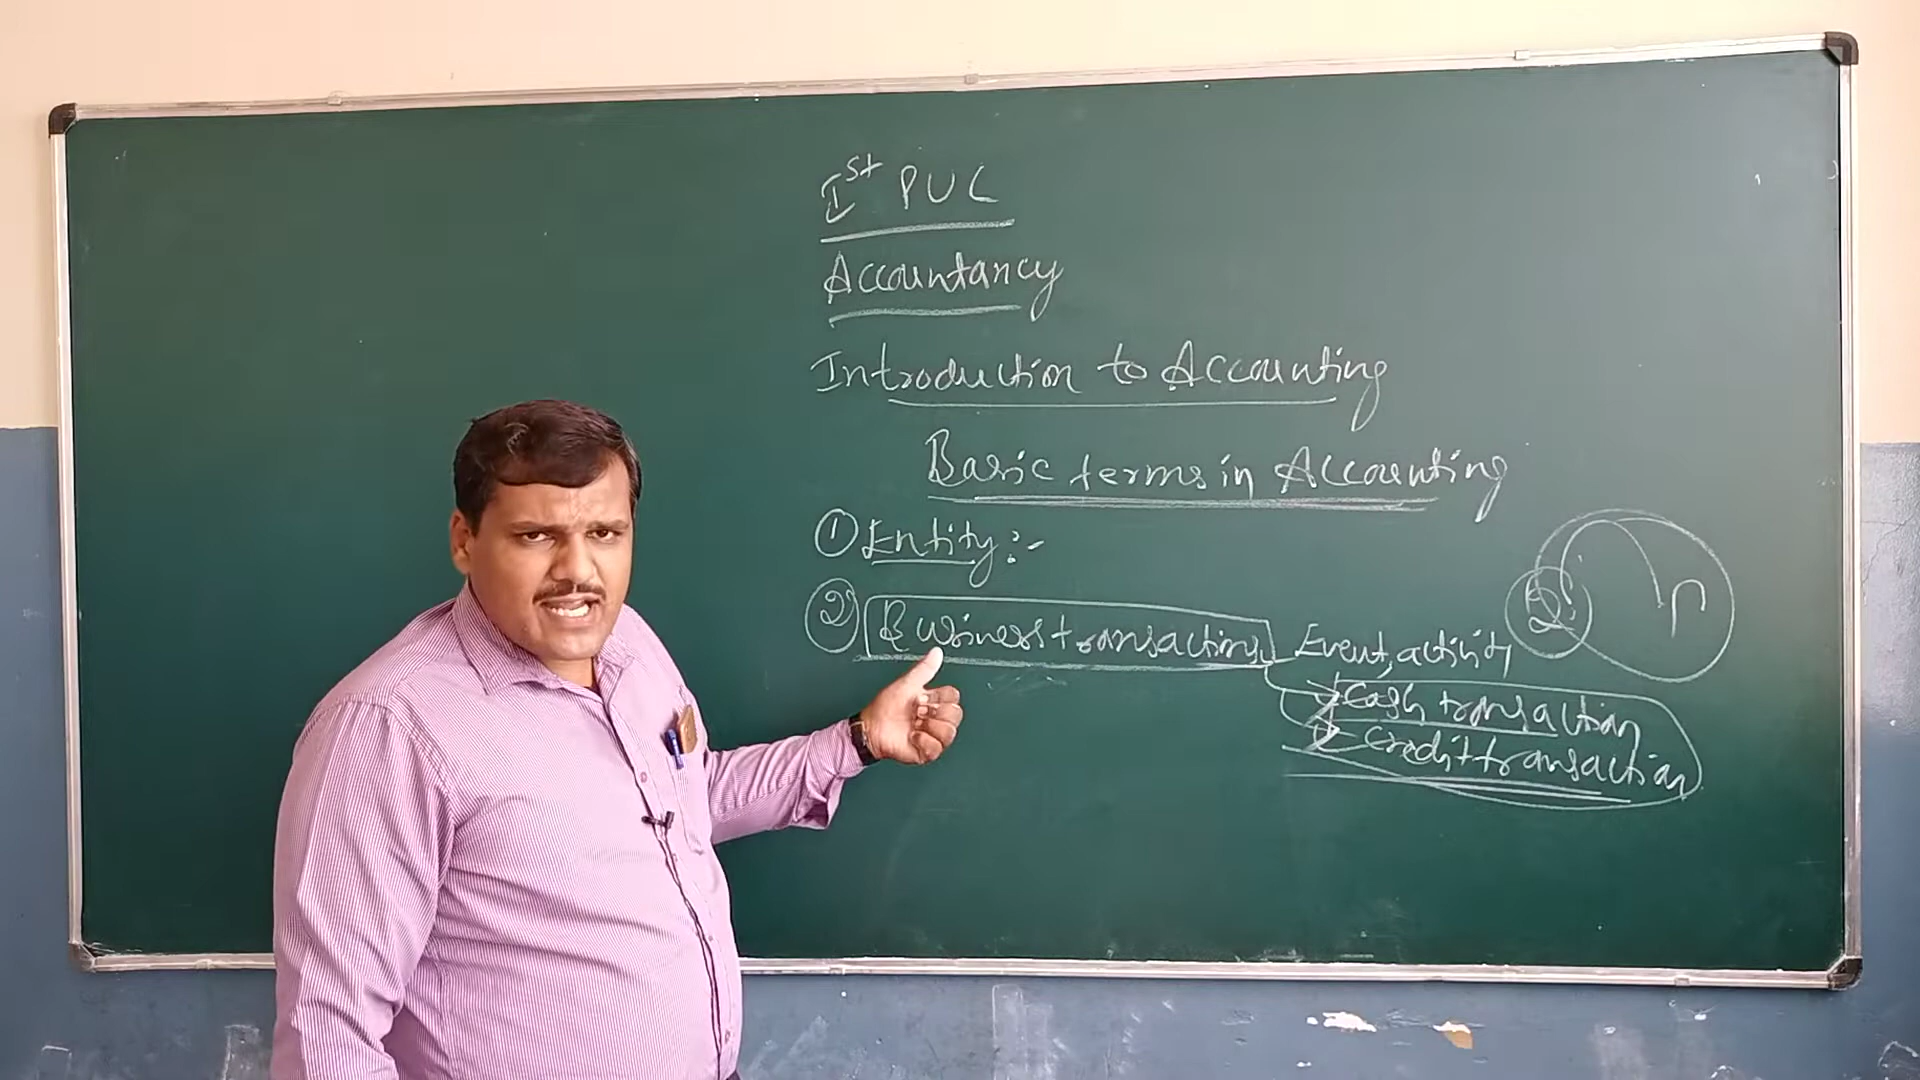 Ist PUC
Accountancy
Introduction to Accounting
Basic terms in Accounting
① Entity:-
② Business transactions Event, activity
Cash transaction
Credit transaction